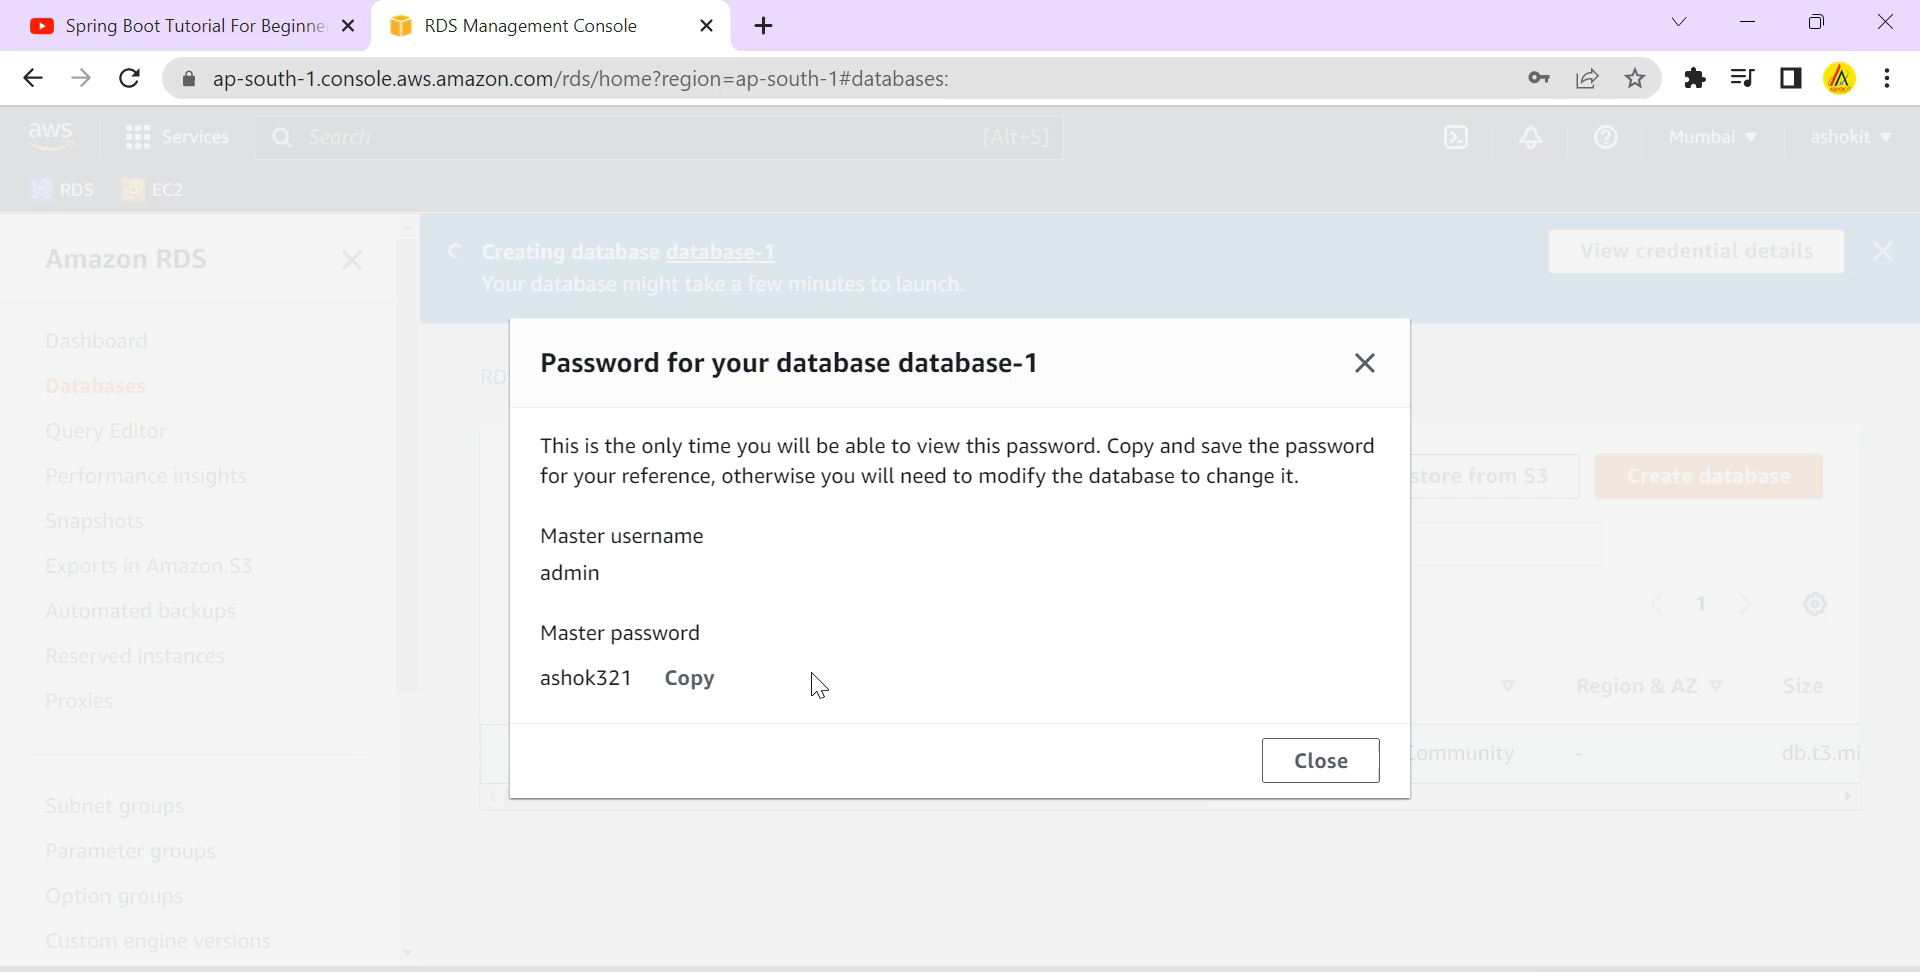 Spring Boot Tutorial For Beginne
RDS Management Console
ap-south-1.console.aws.amazon.com/rds/home?region=ap-south-1#databases:
aws
Services
Search
[Alt+S]
Mumbai
ashokit
RDS
EC2
Amazon RDS
Dashboard
Databases
Query Editor
Performance insights
Snapshots
Exports in Amazon S3
Automated backups
Reserved instances
Proxies
Subnet groups
Parameter groups
Option groups
Custom engine versions
Creating database database-1
Your database might take a few minutes to launch.
View credential details
RD
Password for your database database-1
This is the only time you will be able to view this password. Copy and save the password
for your reference, otherwise you will need to modify the database to change it.
Master username
admin
Master password
ashok321 Copy
Close
store from S3
Create database
1
Region & AZ
Size
Community
-
db.t3.mi